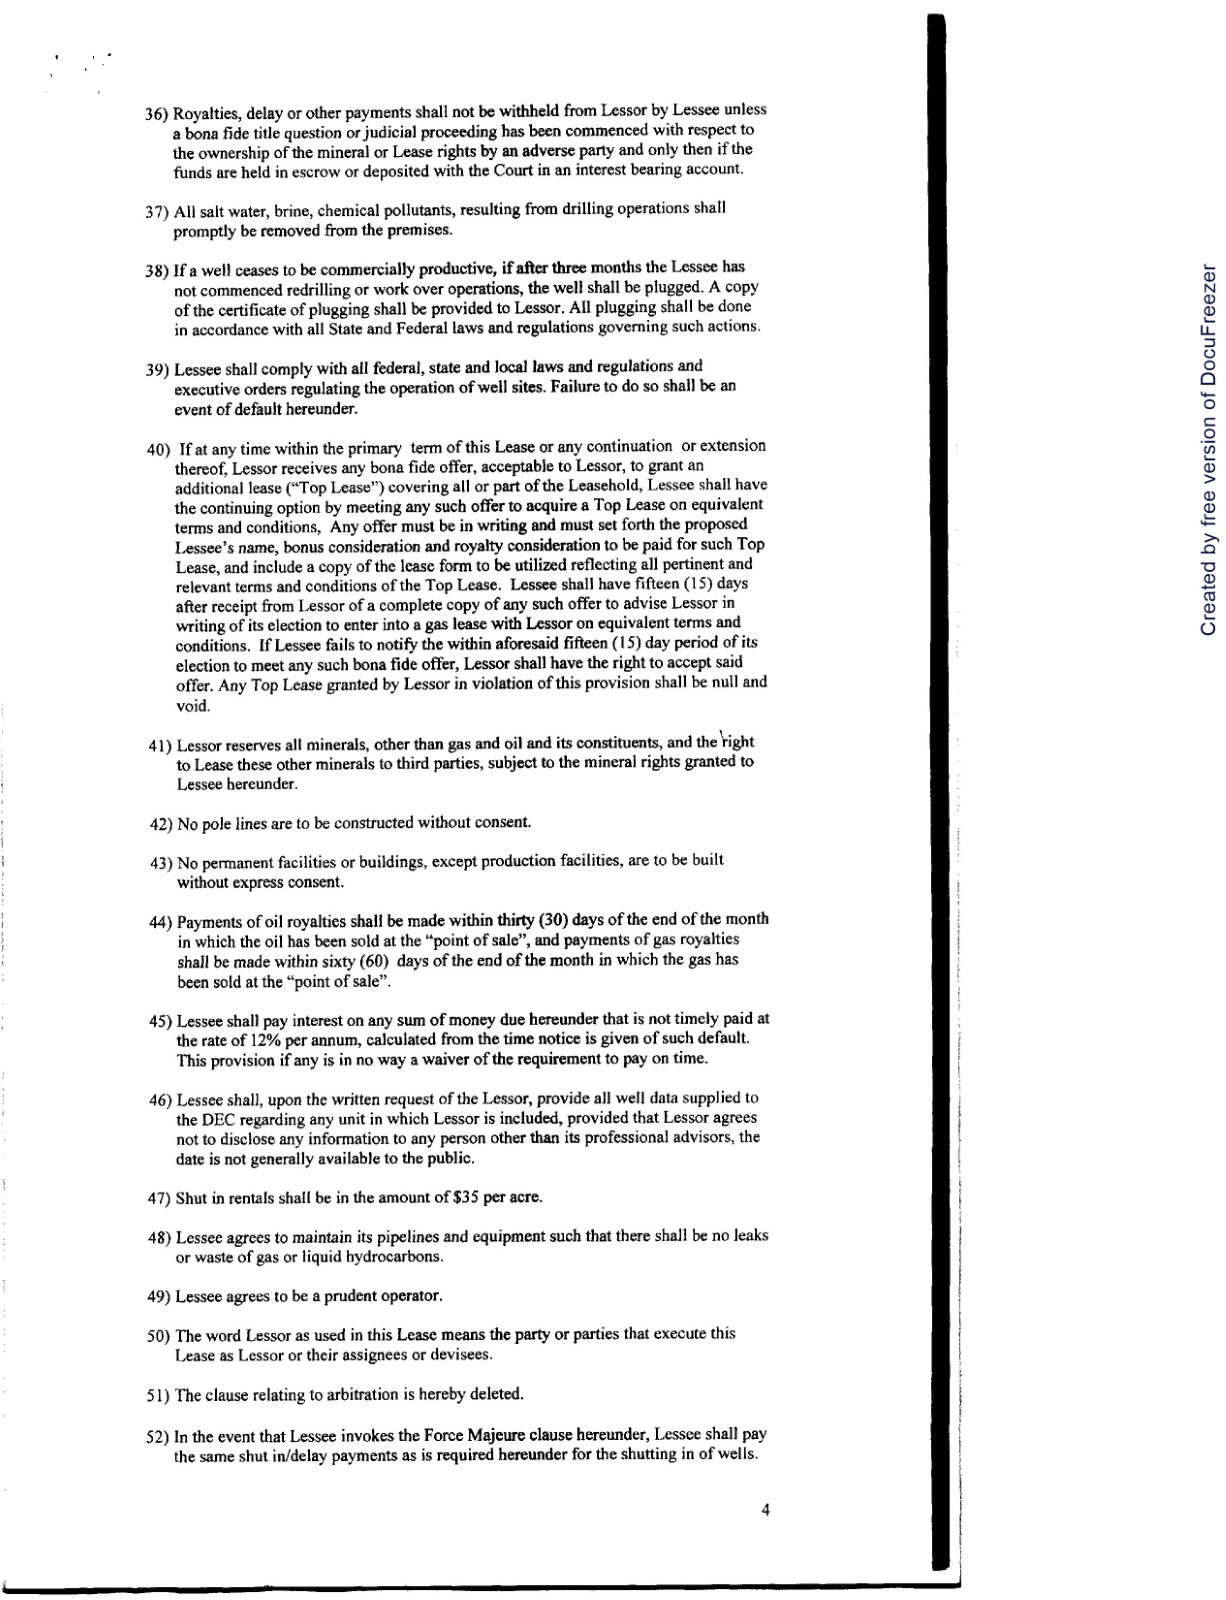 36) Royalties, delay or other payments shall not be withheld from Lessor by Lessee unless
a bona fide title question or judicial proceeding has been commenced with respect to
the ownership of the mineral or Lease rights by an adverse party and only then if the
funds are held in escrow or deposited with the Court in an interest bearing account.
37) All salt water, brine, chemical pollutants, resulting from drilling operations shall
promptly be removed from the premises.
38) If a well ceases to be commercially productive, if after three months the Lessee has
not commenced redrilling or work over operations, the well shall be plugged. A copy
of the certificate of plugging shall be provided to Lessor. All plugging shall be done
in accordance with all State and Federal laws and regulations governing such actions.
39) Lessee shall comply with all federal, state and local laws and regulations and
executive orders regulating the operation of well sites. Failure to do so shall be an
event of default hereunder.
40) If at any time within the primary term of this Lease or any continuation or extension
thereof, Lessor receives any bona fide offer, acceptable to Lessor, to grant an
additional lease (“Top Lease”) covering all or part of the Leasehold, Lessee shall have
the continuing option by meeting any such offer to acquire a Top Lease on equivalent
terms and conditions, Any offer must be in writing and must set forth the proposed
Lessee’s name, bonus consideration and royalty consideration to be paid for such Top
Lease, and include a copy of the lease form to be utilized reflecting all pertinent and
relevant terms and conditions of the Top Lease. Lessee shall have fifteen (15) days
after receipt from Lessor of a complete copy of any such offer to advise Lessor in
writing of its election to enter into a gas lease with Lessor on equivalent terms and
conditions. If Lessee fails to notify the within aforesaid fifteen (15) day period of its
election to meet any such bona fide offer, Lessor shall have the right to accept said
offer. Any Top Lease granted by Lessor in violation of this provision shall be null and
void.
41) Lessor reserves all minerals, other than gas and oil and its constituents, and the right
to Lease these other minerals to third parties, subject to the mineral rights granted to
Lessee hereunder.
42) No pole lines are to be constructed without consent.
43) No permanent facilities or buildings, except production facilities, are to be built
without express consent.
44) Payments of oil royalties shall be made within thirty (30) days of the end of the month
in which the oil has been sold at the “point of sale”, and payments of gas royalties
shall be made within sixty (60) days of the end of the month in which the gas has
been sold at the “point of sale”.
45) Lessee shall pay interest on any sum of money due hereunder that is not timely paid at
the rate of 12% per annum, calculated from the time notice is given of such default.
This provision if any is in no way a waiver of the requirement to pay on time.
46) Lessee shall, upon the written request of the Lessor, provide all well data supplied to
the DEC regarding any unit in which Lessor is included, provided that Lessor agrees
not to disclose any information to any person other than its professional advisors, the
date is not generally available to the public.
47) Shut in rentals shall be in the amount of $35 per acre.
48) Lessee agrees to maintain its pipelines and equipment such that there shall be no leaks
or waste of gas or liquid hydrocarbons.
49) Lessee agrees to be a prudent operator.
50) The word Lessor as used in this Lease means the party or parties that execute this
Lease as Lessor or their assignees or devisees.
51) The clause relating to arbitration is hereby deleted.
52) In the event that Lessee invokes the Force Majeure clause hereunder, Lessee shall pay
the same shut in/delay payments as is required hereunder for the shutting in of wells.
4
Created by free version of DocuFreezer